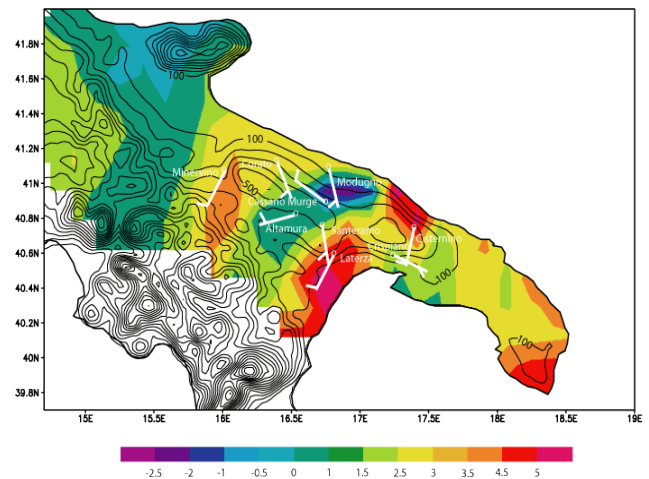 41.8N
100
41.6N
41.4N
41.2N
100
Corato
Minervino
41N
500
Modugno
Cassano Murge
40.8N
Altamura
Santeramo
Cisternino
Crispiano
40.6N
Laterza
100
40.4N
40.2N
100
40N
39.8N
15E 15.5E 16E 16.5E 17E 17.5E 18E 18.5E 19E
-2.5 -2 -1 -0.5 0 1 1.5 2.5 3 3.5 4.5 5